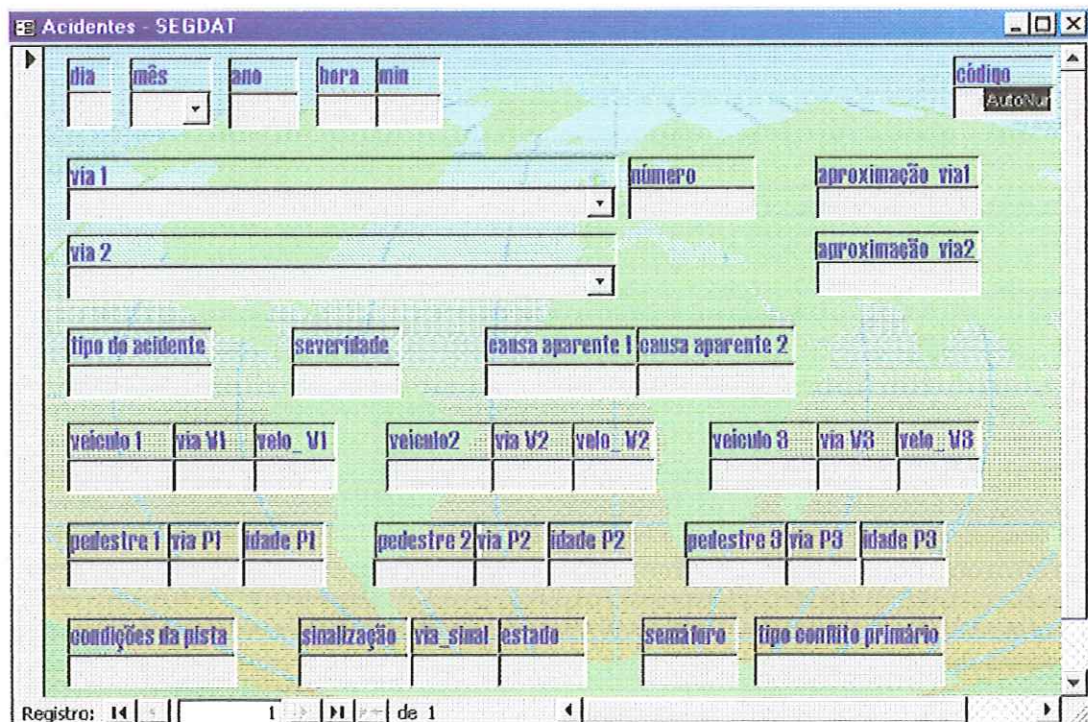 Acidentes - SEGDAT
dia mês ano hora min código
AutoNur
via 1 número aproximação via1
via 2 aproximação via2
tipo do acidente severidade causa aparente 1 causa aparente 2
veículo 1 via V1 velo_V1 veiculo2 via V2 velo_V2 veiculo 3 via V3 velo_V3
pedestre 1 via P1 idade P1 pedestre 2 via P2 idade P2 pedestre 3 via P3 idade P3
condições da pista sinalização via_sinal estado semáforo tipo conflito primário
Registro: 1 de 1